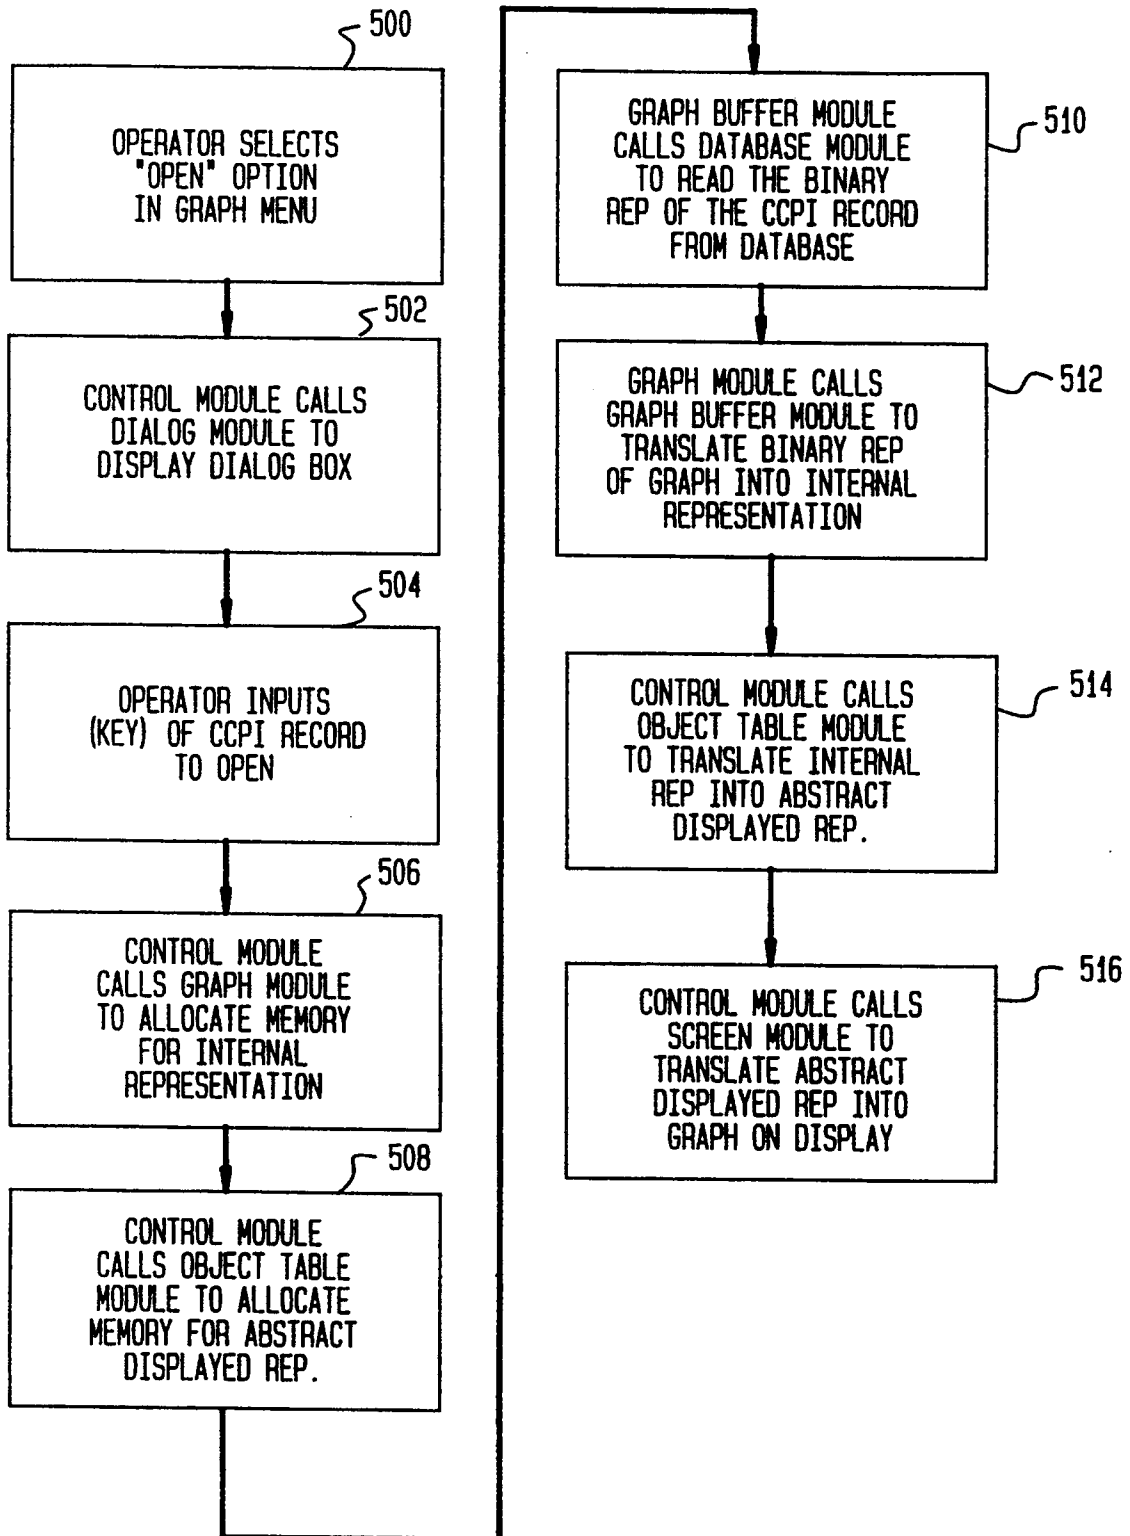 500
OPERATOR SELECTS
"OPEN" OPTION
IN GRAPH MENU
502
CONTROL MODULE CALLS
DIALOG MODULE TO
DISPLAY DIALOG BOX
504
OPERATOR INPUTS
(KEY) OF CCPI RECORD
TO OPEN
506
CONTROL MODULE
CALLS GRAPH MODULE
TO ALLOCATE MEMORY
FOR INTERNAL
REPRESENTATION
508
CONTROL MODULE
CALLS OBJECT TABLE
MODULE TO ALLOCATE
MEMORY FOR ABSTRACT
DISPLAYED REP.
510
GRAPH BUFFER MODULE
CALLS DATABASE MODULE
TO READ THE BINARY
REP OF THE CCPI RECORD
FROM DATABASE
512
GRAPH MODULE CALLS
GRAPH BUFFER MODULE TO
TRANSLATE BINARY REP
OF GRAPH INTO INTERNAL
REPRESENTATION
514
CONTROL MODULE CALLS
OBJECT TABLE MODULE
TO TRANSLATE INTERNAL
REP INTO ABSTRACT
DISPLAYED REP.
516
CONTROL MODULE CALLS
SCREEN MODULE TO
TRANSLATE ABSTRACT
DISPLAYED REP INTO
GRAPH ON DISPLAY